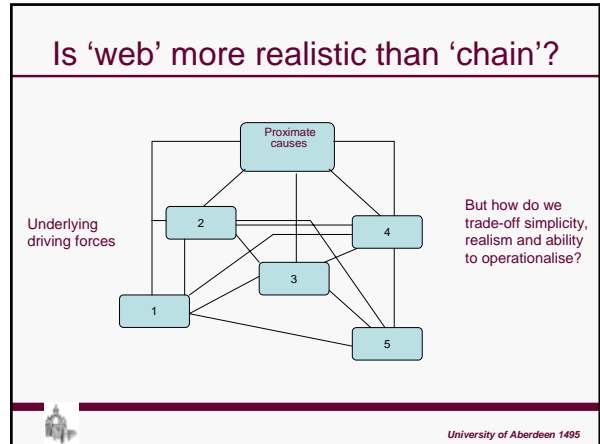 Is ‘web’ more realistic than ‘chain’?
Proximate
causes
Underlying
driving forces
2
4
3
1
5
But how do we
trade-off simplicity,
realism and ability
to operationalise?
University of Aberdeen 1495